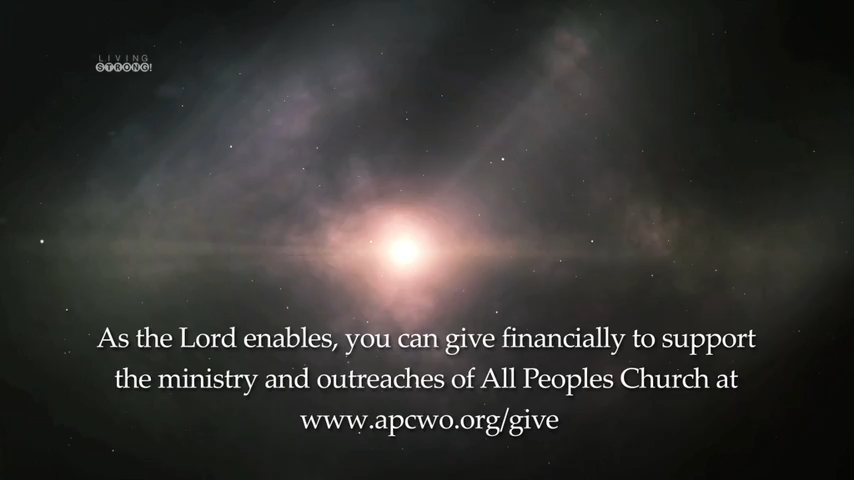 LIVING
STRONG!
As the Lord enables, you can give financially to support
the ministry and outreaches of All Peoples Church at
www.apcwo.org/give